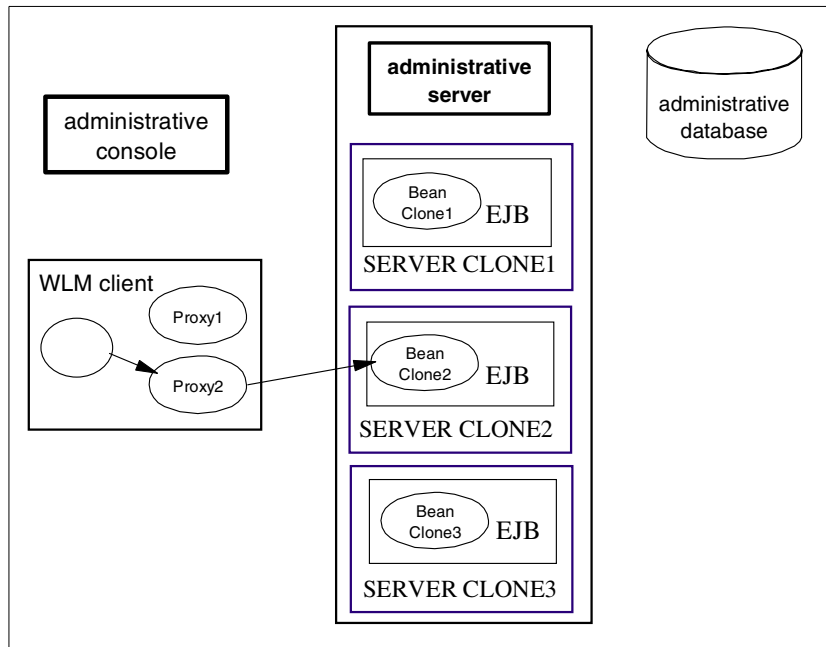 administrative
console
administrative
server
administrative
database
Bean
Clone1
EJB
SERVER CLONE1
WLM client
Proxy1
Proxy2
Bean
Clone2
EJB
SERVER CLONE2
Bean
Clone3
EJB
SERVER CLONE3